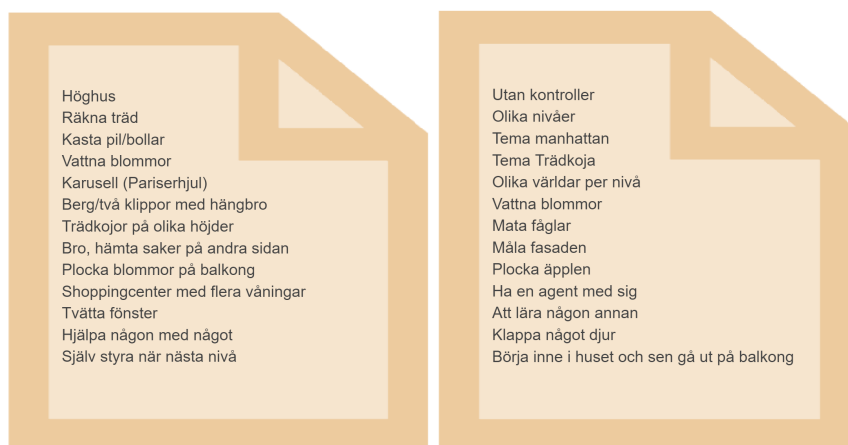 Höghus
Räkna träd
Kasta pil/bollar
Vattna blommor
Karusell (Pariserhjul)
Berg/två klippor med hängbro
Trädkojor på olika höjder
Bro, hämta saker på andra sidan
Plocka blommor på balkong
Shoppingcenter med flera våningar
Tvätta fönster
Hjälpa någon med något
Själv styra när nästa nivå
Utan kontroller
Olika nivåer
Tema manhattan
Tema Trädkoja
Olika världar per nivå
Vattna blommor
Mata fåglar
Måla fasaden
Plocka äpplen
Ha en agent med sig
Att lära någon annan
Klappa något djur
Börja inne i huset och sen gå ut på balkong